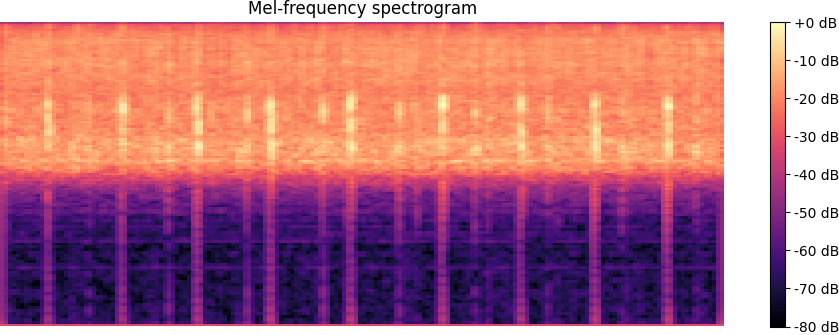 Mel-frequency spectrogram
+0 dB
-10 dB
-20 dB
-30 dB
-40 dB
-50 dB
-60 dB
-70 dB
-80 dB